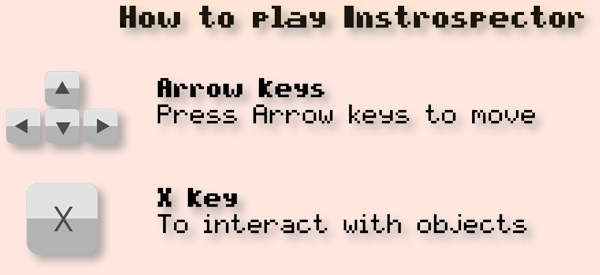 How to play Instrospector
Arrow Keys
Press Arrow keys to move
X
X Key
To interact with objects